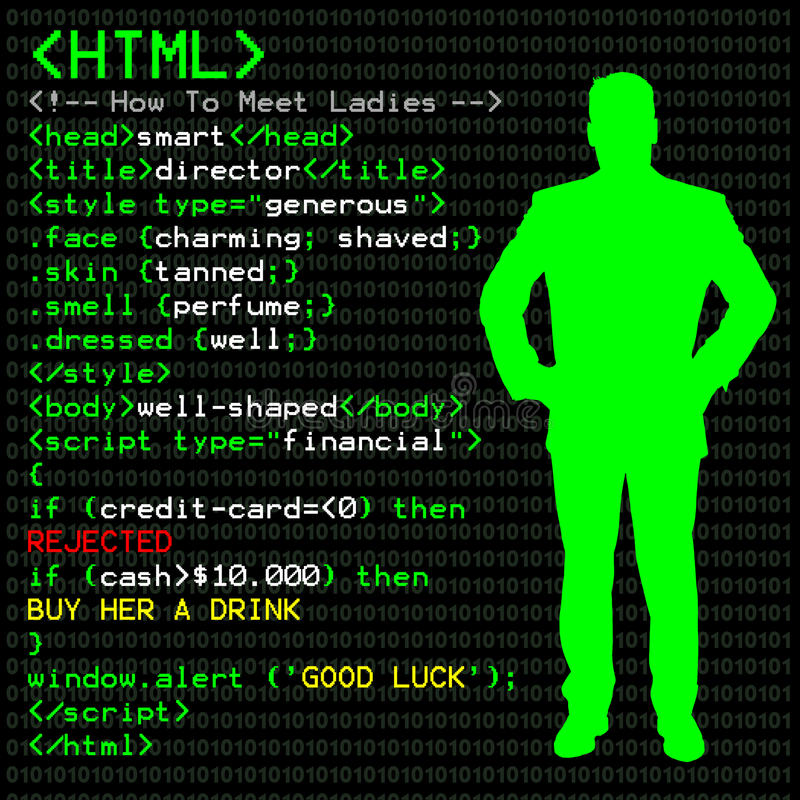 <HTML>
<!-- How To Meet Ladies -->
<head>smart</head>
<title>director</title>
<style type="generous">
.face {charming; shaved;}
.skin {tanned;}
.smell {perfume;}
.dressed {well;}
</style>
<body>well-shaped</body>
<script type="financial">
{
if (credit-card=<0) then
REJECTED
if (cash>$10.000) then
BUY HER A DRINK
}
window.alert ('GOOD LUCK');
</script>
</html>